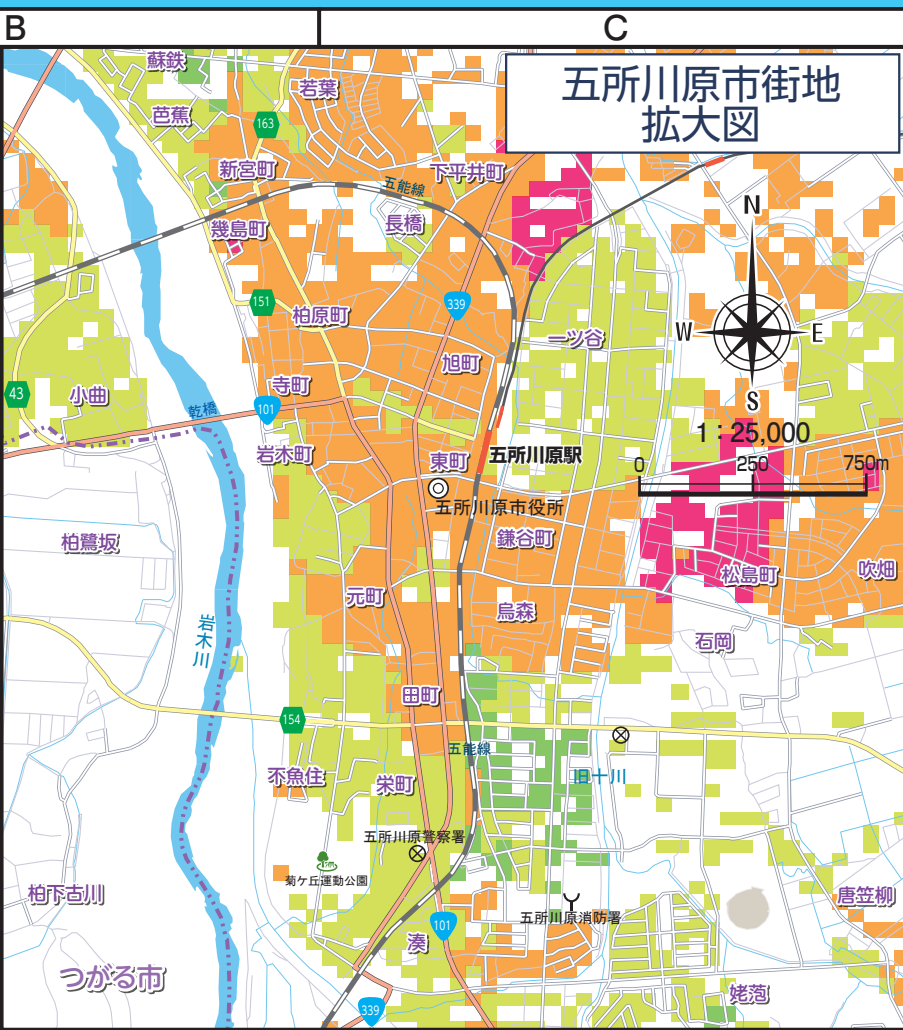 B
C
五所川原市街地
拡大図
蘇鉄
若葉
芭蕉
163
新宮町
下平井町
五能線
N
幾島町
長橋
151
339
柏原町
W
E
一ツ谷
旭町
43
小曲
寺町
S
乾橋
101
1：25,000
岩木町
東町
五所川原駅
0
250
750m
五所川原市役所
柏鷺坂
鎌谷町
松島町
吹畑
元町
烏森
岩木川
石岡
田町
154
五能線
不魚住
栄町
旧十川
五所川原警察署
菊ケ丘運動公園
柏下古川
唐笠柳
五所川原消防署
101
湊
つがる市
姥萢
339